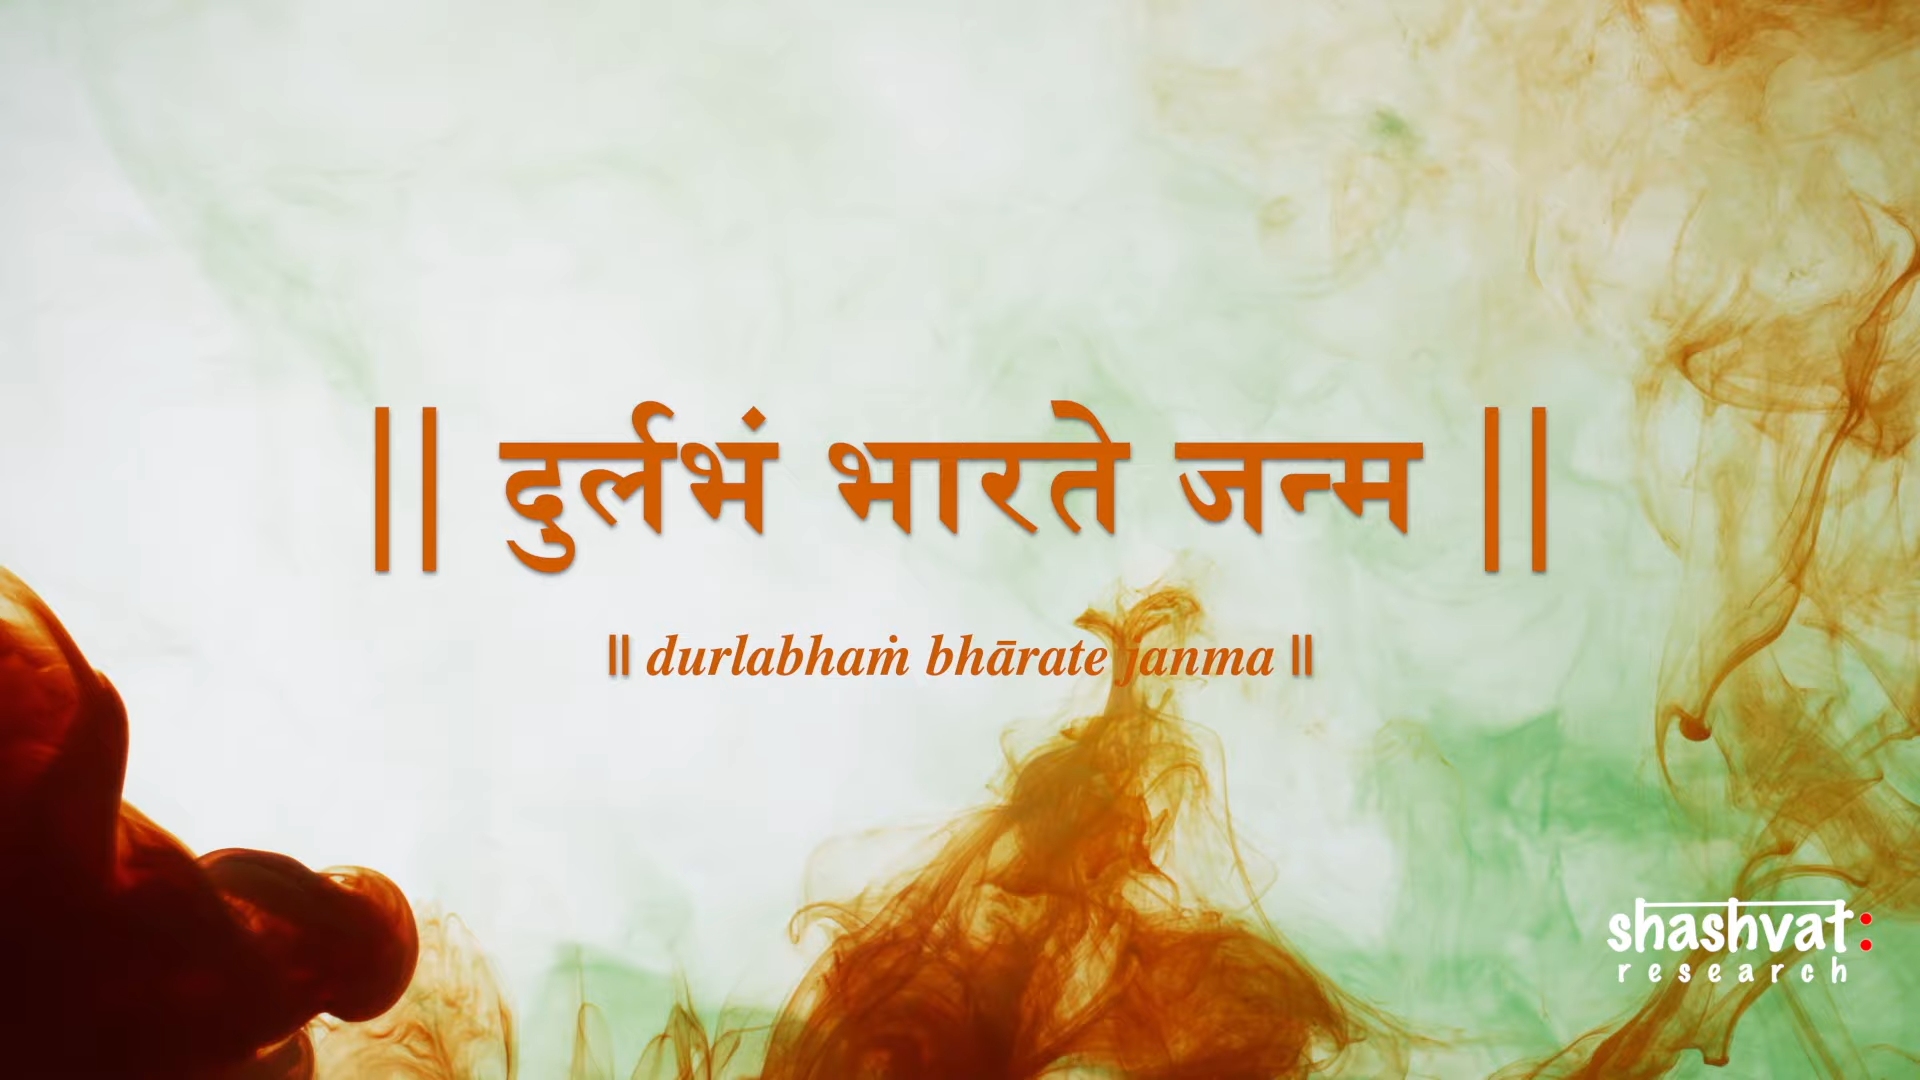 || दुर्लभं भारते जन्म ||
|| durlabhaṁ bhārate janma ||
shashvat:
research